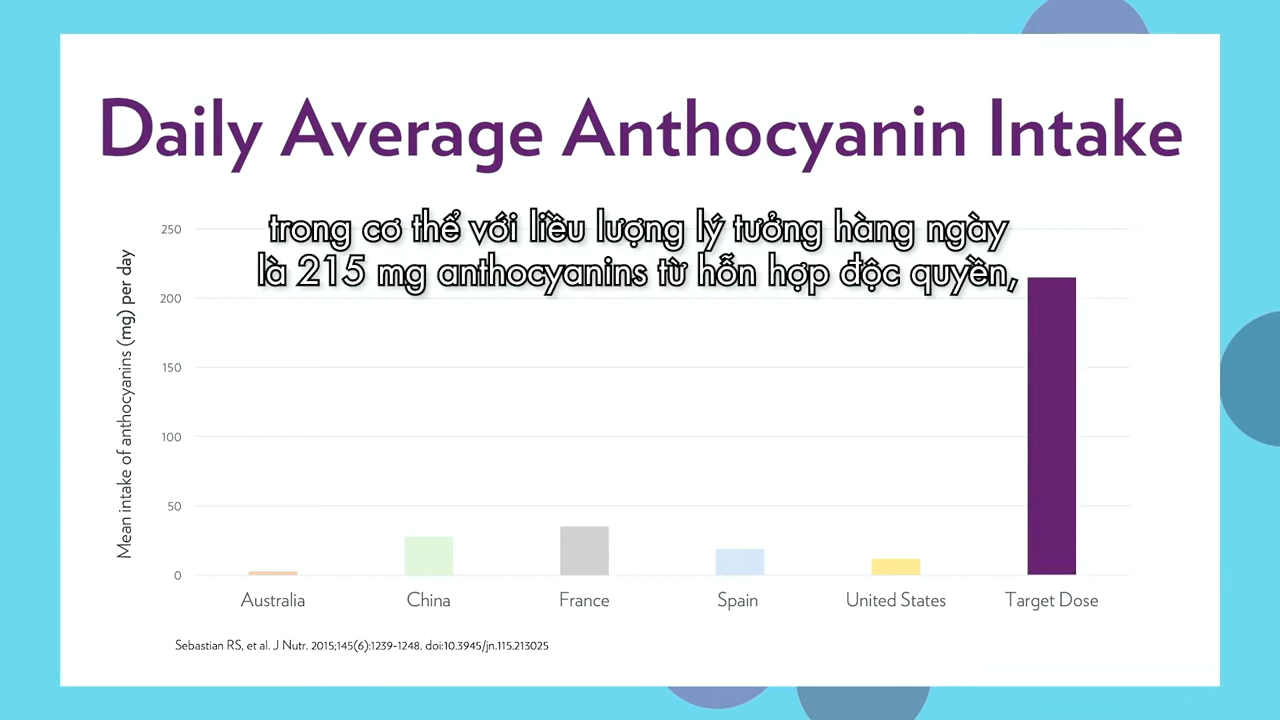 Daily Average Anthocyanin Intake
trong cơ thể với liều lượng lý tưởng hàng ngày
là 215 mg anthocyanins từ hỗn hợp độc quyền,
Mean intake of anthocyanins (mg) per day
250
200
150
100
50
0
Australia
China
France
Spain
United States
Target Dose
Sebastian RS, et al. J Nutr. 2015;145(6):1239-1248. doi:10.3945/jn.115.213025